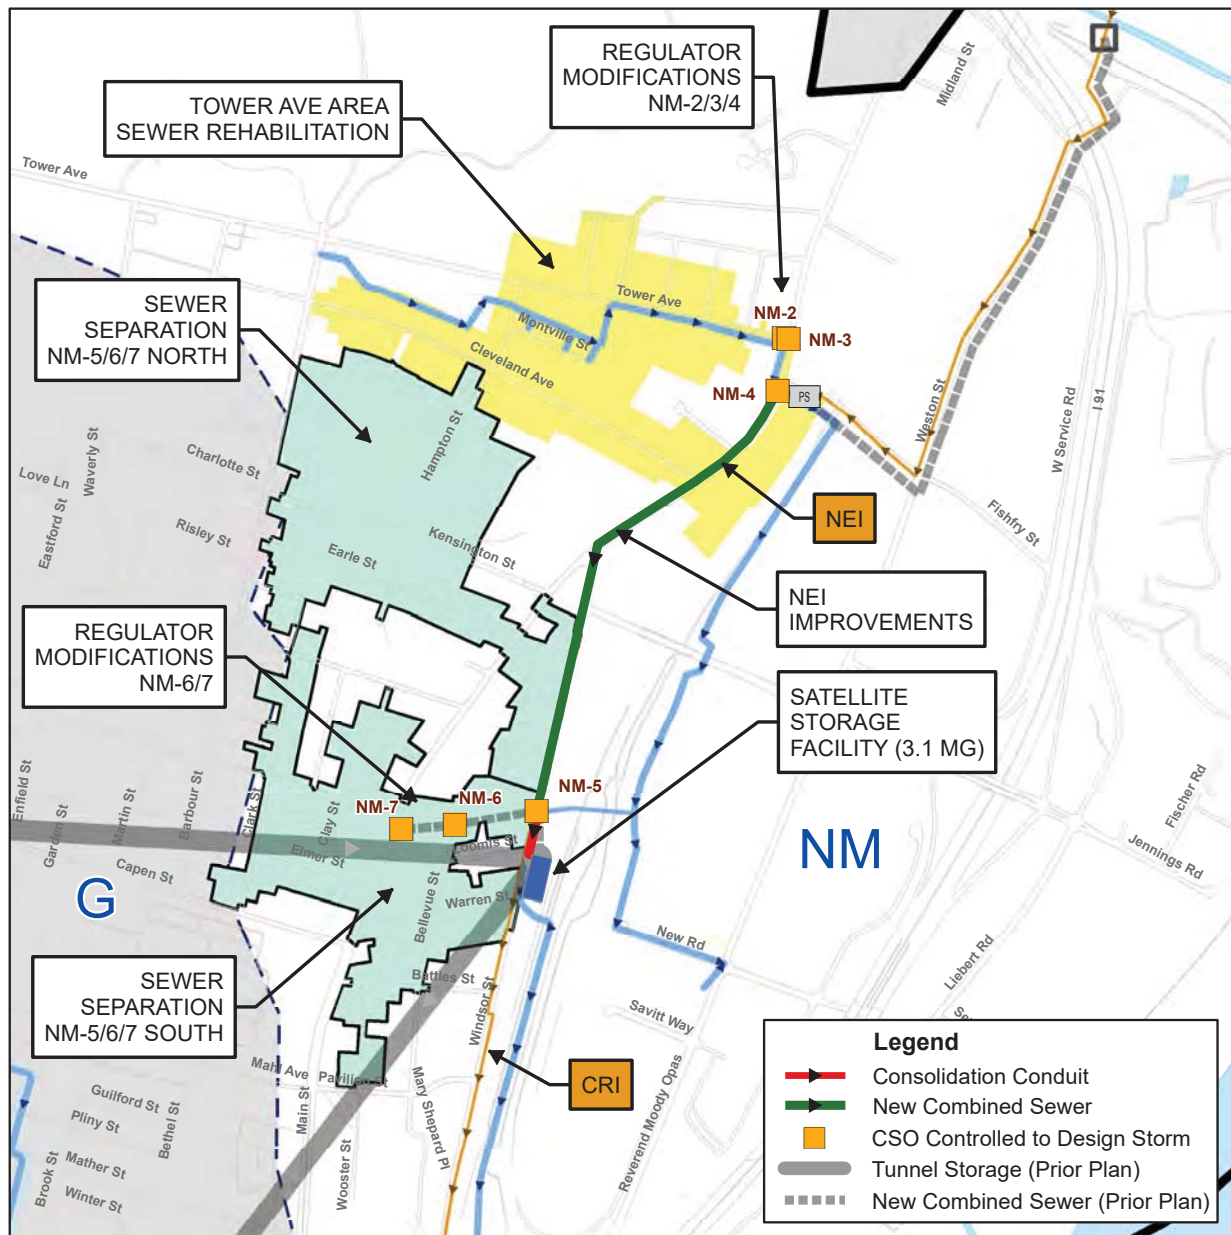 REGULATOR
MODIFICATIONS
NM-2/3/4
TOWER AVE AREA
SEWER REHABILITATION
Midland St
Tower Ave
SEWER
SEPARATION
NM-5/6/7 NORTH
Tower Ave
NM-2
NM-3
Montville St
Cleveland Ave
NM-4
PS
Weston St
W Service Rd
I 91
Hampton St
Charlotte St
Waverly St
Love Ln
Eastford St
Risley St
Earle St
Kensington St
NEI
Fishfry St
NEI
IMPROVEMENTS
REGULATOR
MODIFICATIONS
NM-6/7
SATELLITE
STORAGE
FACILITY (3.1 MG)
NM-5
NM-6
NM-7
Enfield St
Garden St
Martin St
Barbour St
Clark St
Clay St
Elmer St
Loomis St
Capen St
G
NM
Fischer Rd
Jennings Rd
Bellevue St
Warren St
New Rd
Liebert Rd
SEWER
SEPARATION
NM-5/6/7 SOUTH
Battles St
Windsor St
Savitt Way
Mahl Ave
Pavilion St
Main St
Mary Shepard Pl
CRI
Reverend Moody Opas
Guilford St
Pliny St
Bethel St
Mather St
Brook St
Winter St
Wooster St
Legend
Consolidation Conduit
New Combined Sewer
CSO Controlled to Design Storm
Tunnel Storage (Prior Plan)
New Combined Sewer (Prior Plan)